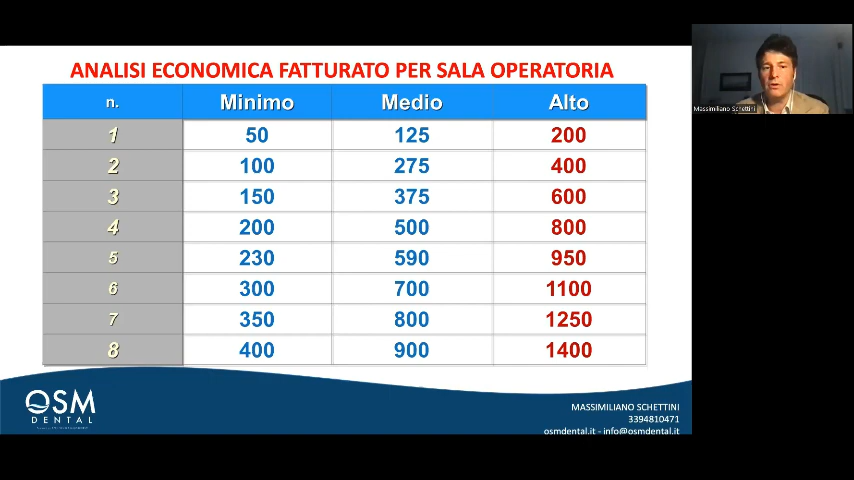 ANALISI ECONOMICA FATTURATO PER SALA OPERATORIA
n. Minimo Medio Alto
1 50 125 200
2 100 275 400
3 150 375 600
4 200 500 800
5 230 590 950
6 300 700 1100
7 350 800 1250
8 400 900 1400
OSM
DENTAL
MASSIMILIANO SCHETTINI
3394810471
osmdental.it - info@osmdental.it
Massimiliano Schettini